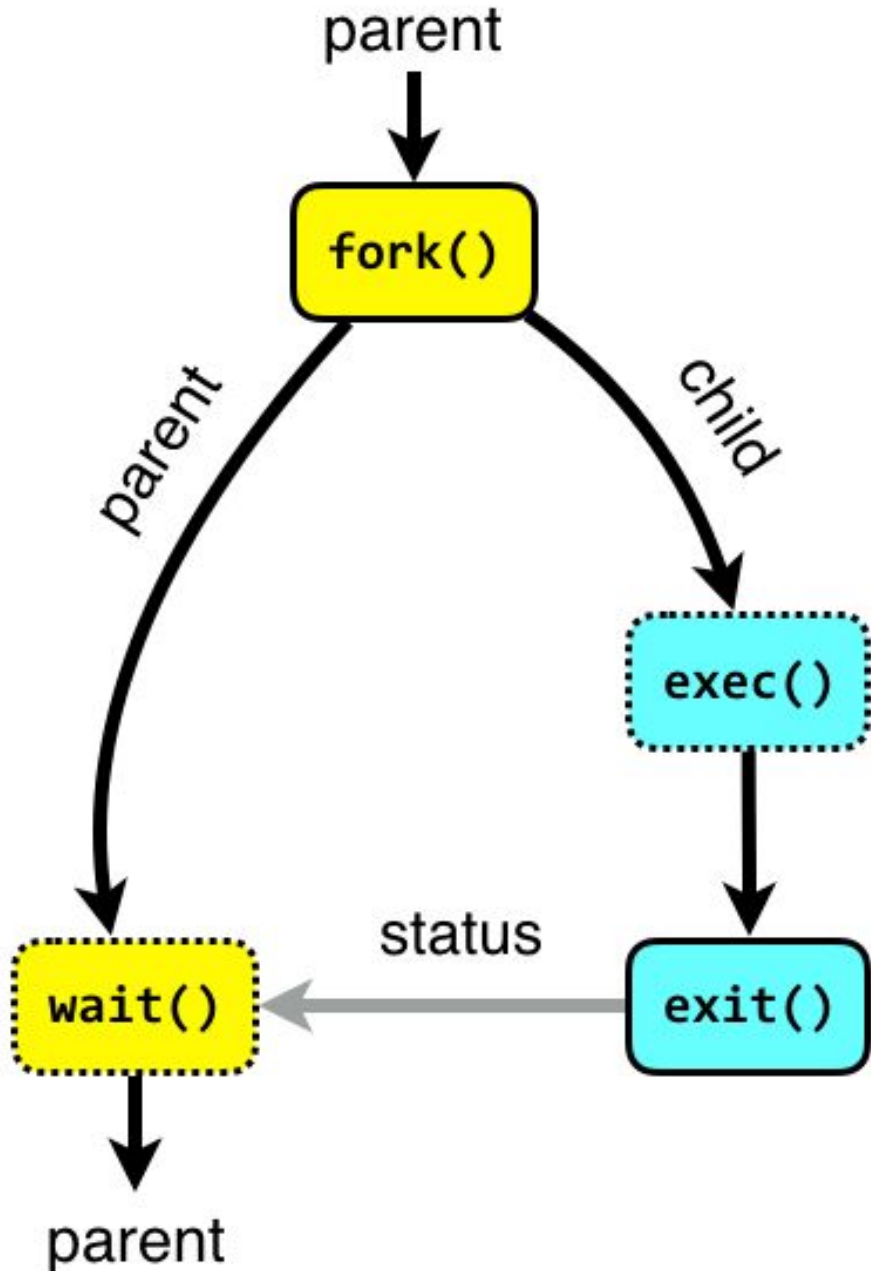 parent
fork()
parent
child
exec()
status
wait()
exit()
parent